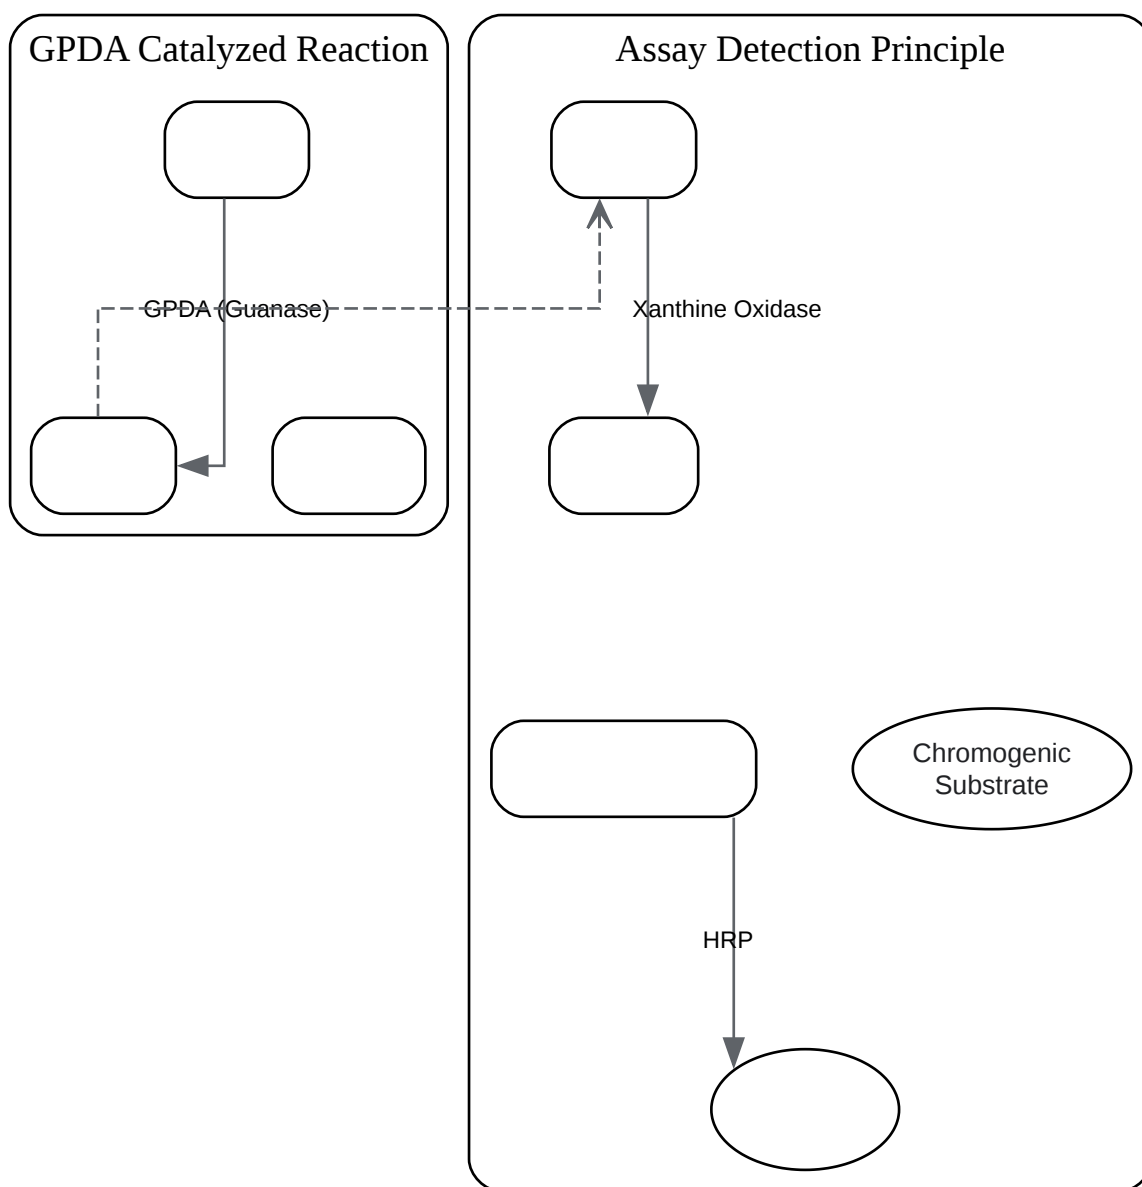 GPDA Catalyzed Reaction
Assay Detection Principle
GPDA (Guanase)
Xanthine Oxidase
Chromogenic
Substrate
HRP